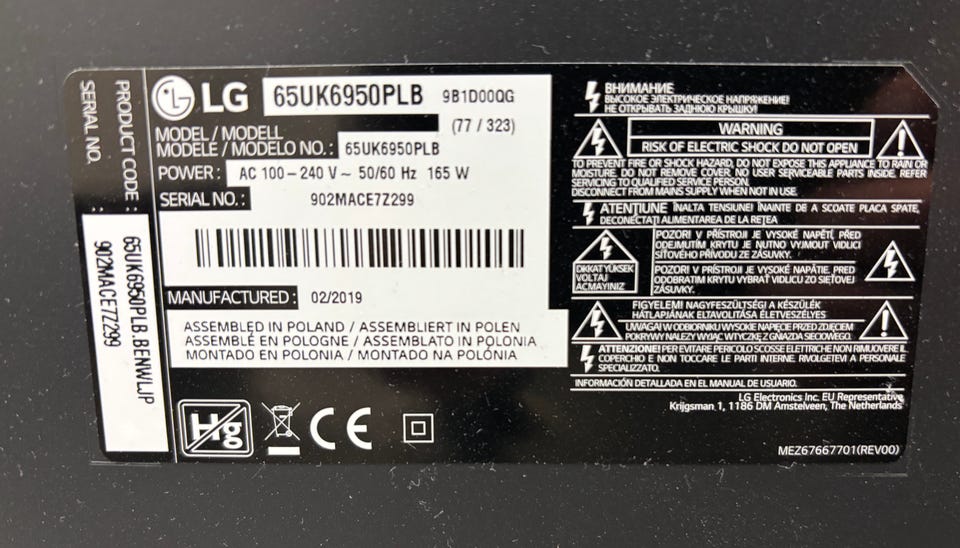 PRODUCT CODE :
SERIAL NO.
65UK6950PLB.BENWLJP
902MACE7Z299
LG 65UK6950PLB 9B1D00QG
(77 / 323)
MODEL / MODELL
MODELE / MODELO NO. : 65UK6950PLB
POWER : AC 100-240 V ~ 50/60 Hz 165 W
SERIAL NO. : 902MACE7Z299
MANUFACTURED : 02/2019
ASSEMBLED IN POLAND / ASSEMBLIERT IN POLEN
ASSEMBLÉ EN POLOGNE / ASSEMBLATO IN POLONIA
MONTADO EN POLONIA / MONTADO NA POLÓNIA
Hg
CE
ВНИМАНИЕ
ВЫСОКОЕ ЭЛЕКТРИЧЕСКОЕ НАПРЯЖЕНИЕ!
НЕ ОТКРЫВАТЬ ЗАДНЮЮ КРЫШКУ!
WARNING
RISK OF ELECTRIC SHOCK DO NOT OPEN
TO PREVENT FIRE OR SHOCK HAZARD, DO NOT EXPOSE THIS APPLIANCE TO RAIN OR
MOISTURE. DO NOT REMOVE COVER. NO USER SERVICEABLE PARTS INSIDE. REFER
SERVICING TO QUALIFIED SERVICE PERSON.
DISCONNECT FROM MAINS SUPPLY WHEN NOT IN USE.
ATENȚIUNE ÎNALTA TENSIUNE! ÎNAINTE DE A SCOATE PLACA SPATE,
DECONECTAȚI ALIMENTAREA DE LA REȚEA
DIKKAT YÜKSEK
VOLTAJ
AÇMAYINIZ
POZOR! V PŘÍSTROJI JE VYSOKÉ NAPĚTÍ, PŘED
ODEJMUTÍM KRYTU JE NUTNO VYJMOUT VIDLICI
SÍŤOVÉHO PŘÍVODU ZE ZÁSUVKY.
POZOR! V PRÍSTROJI JE VYSOKÉ NAPÄTIE, PRED
ODOBRATIM KRYTU VYBRAŤ VIDLICU ZO SIEŤOVEJ
ZÁSUVKY.
FIGYELEM! NAGYFESZÜLTSÉGI A KÉSZÜLÉK
HÁTLAPJÁNAK ELTÁVOLÍTÁSA ÉLETVESZÉLYES
UWAGA! W ODBIORNIKU WYSOKIE NAPIĘCIE PRZED ZDJĘCIEM
POKRYWY NALEŻY WYJĄĆ WTYCZKĘ Z GNIAZDA SIECIOWEGO.
ATTENZIONE! PER EVITARE PERICOLO SCOSSE ELETTRICHE NON RIMUOVERE IL
COPERCHIO E NON TOCCARE LE PARTI INTERNE. RIVOLGETEVI A PERSONALE
SPECIALIZZATO.
INFORMACIÓN DETALLADA EN EL MANUAL DE USUARIO.
LG Electronics Inc. EU Representative
Krijgsman 1, 1186 DM Amstelveen, The Netherlands
MEZ67667701(REV00)